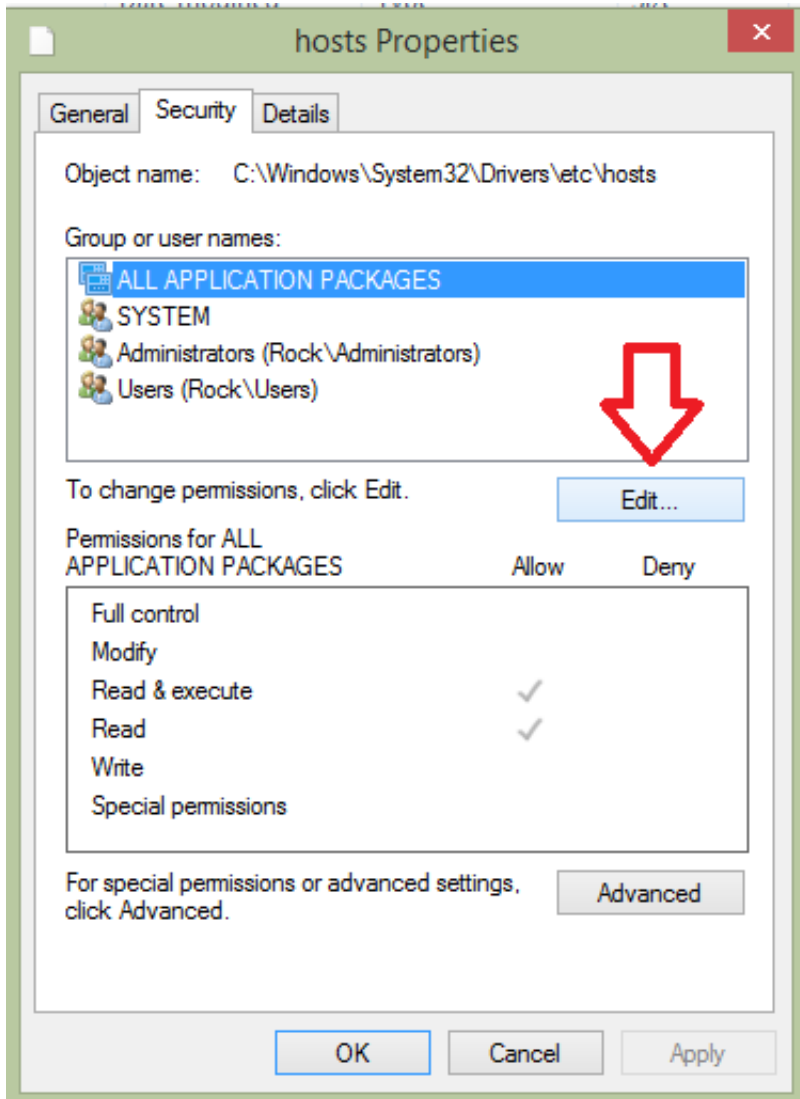 hosts Properties
General Security Details
Object name: C:\Windows\System32\Drivers\etc\hosts
Group or user names:
ALL APPLICATION PACKAGES
SYSTEM
Administrators (Rock\Administrators)
Users (Rock\Users)
To change permissions, click Edit.
Edit...
Permissions for ALL
APPLICATION PACKAGES Allow Deny
Full control
Modify
Read & execute
Read
Write
Special permissions
For special permissions or advanced settings,
click Advanced.
Advanced
OK Cancel Apply